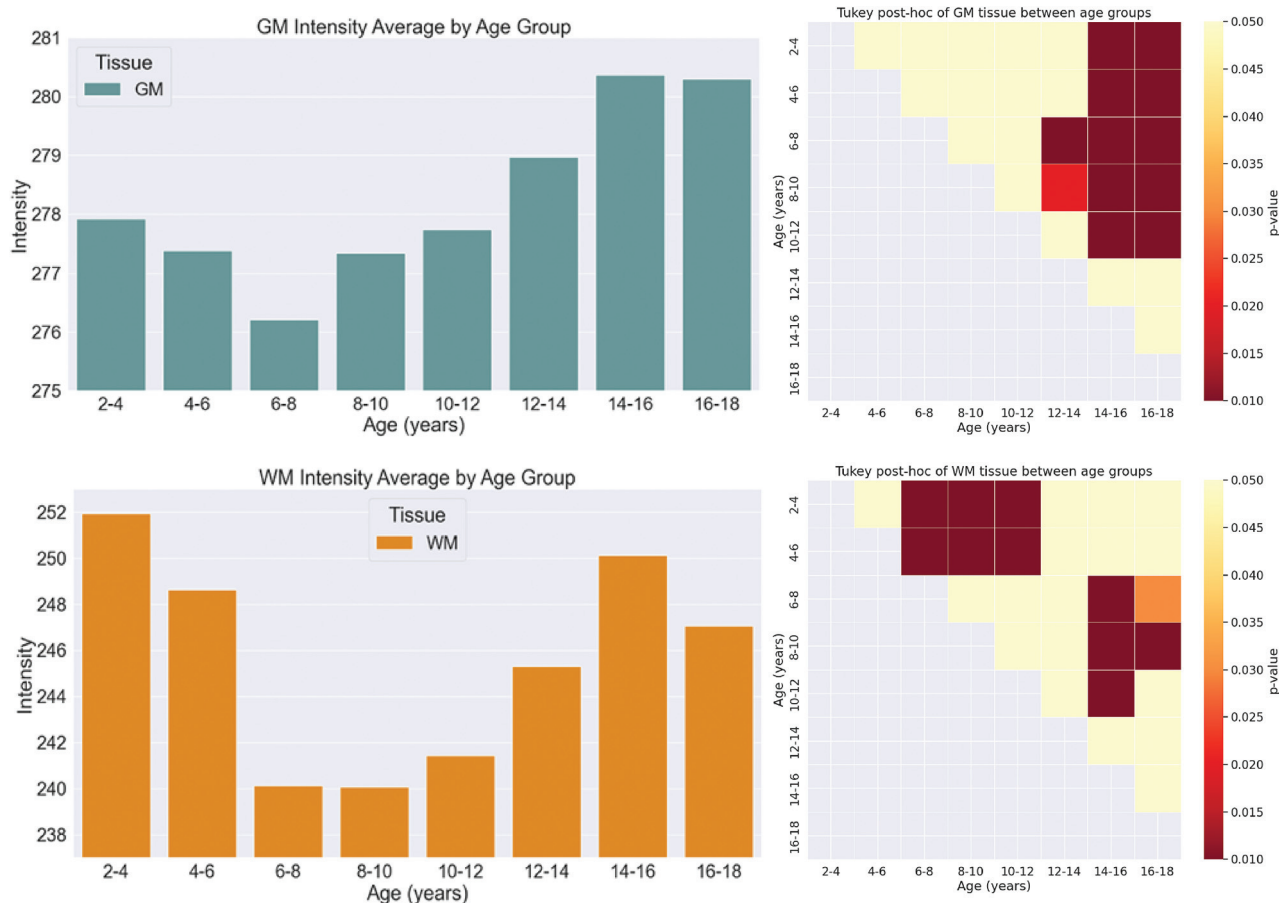 GM Intensity Average by Age Group
281
280
279
278
277
276
275
Intensity
Tissue
GM
2-4 4-6 6-8 8-10 10-12 12-14 14-16 16-18
Age (years)
Tukey post-hoc of GM tissue between age groups
2-4
4-6
6-8
8-10
10-12
12-14
14-16
16-18
Age (years)
2-4 4-6 6-8 8-10 10-12 12-14 14-16 16-18
Age (years)
0.050
0.045
0.040
0.035
0.030
0.025
0.020
0.015
0.010
p-value
WM Intensity Average by Age Group
252
250
248
246
244
242
240
238
Intensity
Tissue
WM
2-4 4-6 6-8 8-10 10-12 12-14 14-16 16-18
Age (years)
Tukey post-hoc of WM tissue between age groups
2-4
4-6
6-8
8-10
10-12
12-14
14-16
16-18
Age (years)
2-4 4-6 6-8 8-10 10-12 12-14 14-16 16-18
Age (years)
0.050
0.045
0.040
0.035
0.030
0.025
0.020
0.015
0.010
p-value